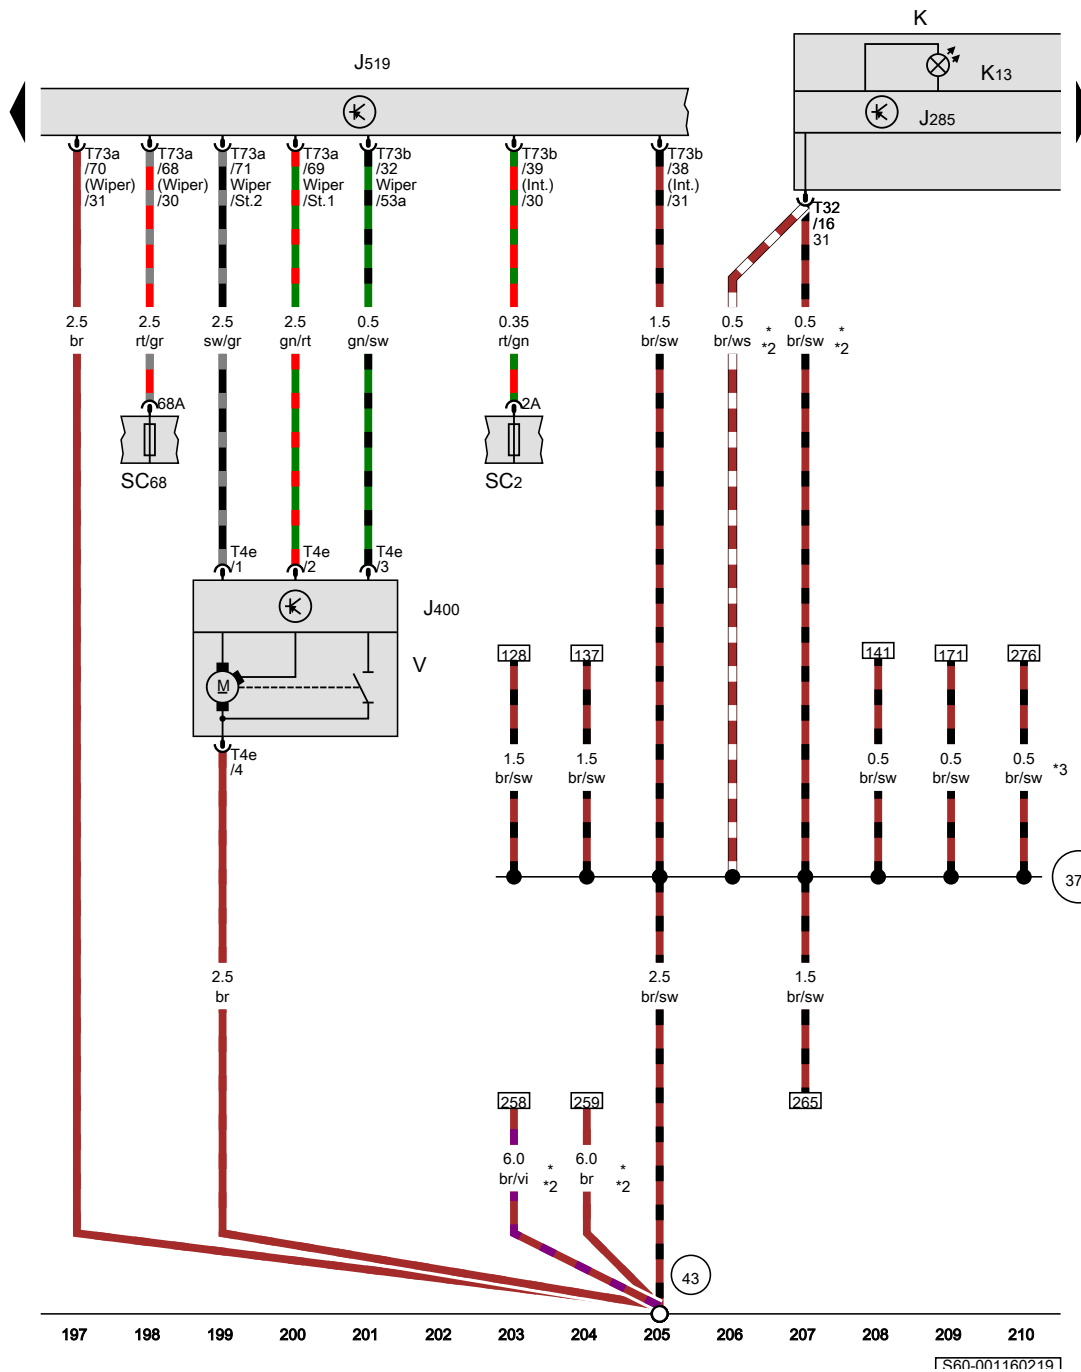 K
J519
K13
J285
T73a
/70
(Wiper)
/31
T73a
/68
(Wiper)
/30
T73a
/71
Wiper
/St.2
T73a
/69
Wiper
/St.1
T73b
/32
Wiper
/53a
T73b
/39
(Int.)
/30
T73b
/38
(Int.)
/31
T32
/16
31
2.5
br
2.5
rt/gr
2.5
sw/gr
2.5
gn/rt
0.5
gn/sw
0.35
rt/gn
1.5
br/sw
0.5
br/ws
*
*2
0.5
br/sw
*
*2
68A
SC68
2A
SC2
T4e
/1
T4e
/2
T4e
/3
J400
V
M
T4e
/4
128
137
141
171
276
1.5
br/sw
1.5
br/sw
0.5
br/sw
0.5
br/sw
0.5
br/sw
*3
37
2.5
br
2.5
br/sw
1.5
br/sw
258
259
265
6.0
br/vi
*
*2
6.0
br
*
*2
43
197 198 199 200 201 202 203 204 205 206 207 208 209 210
S60-001160219